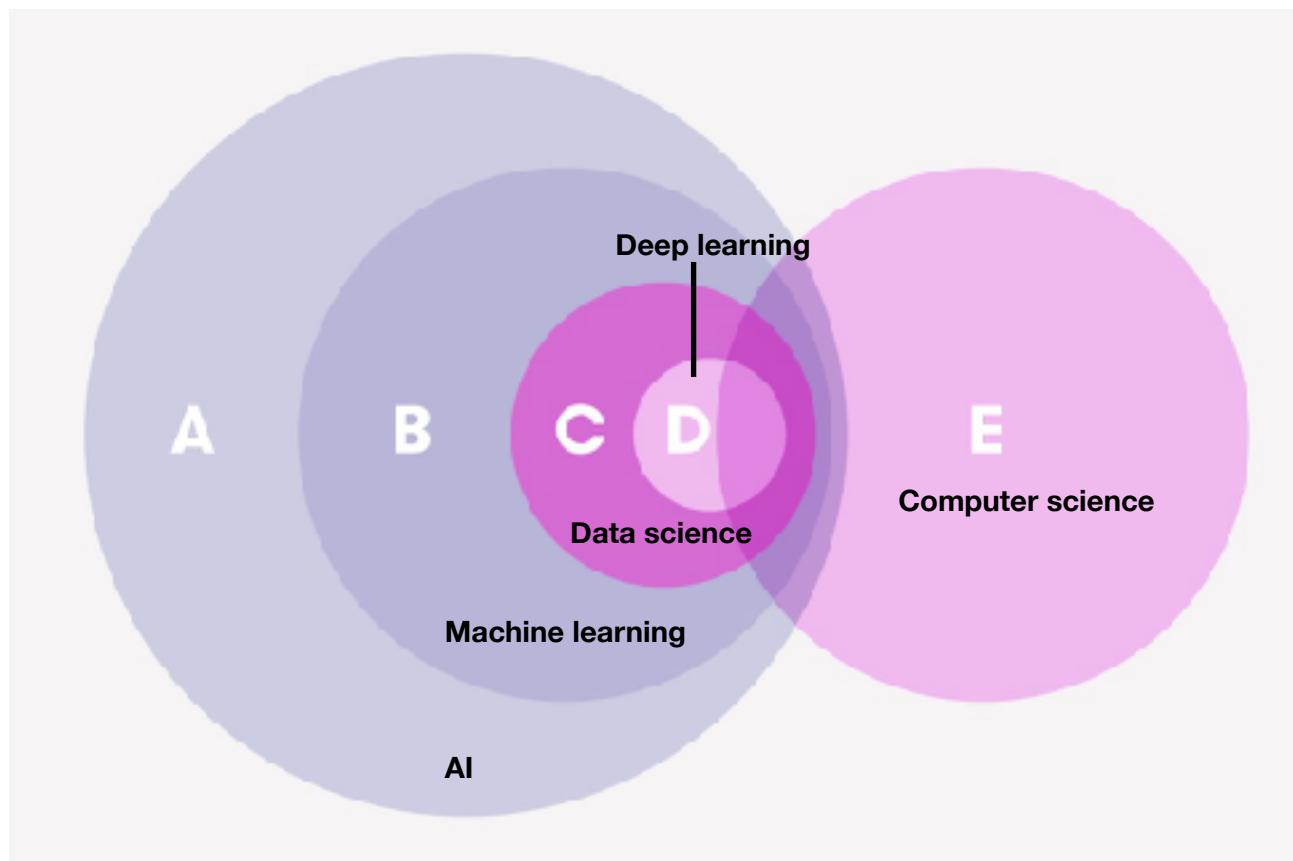 Deep learning
A
B
C
D
E
Computer science
Data science
Machine learning
AI